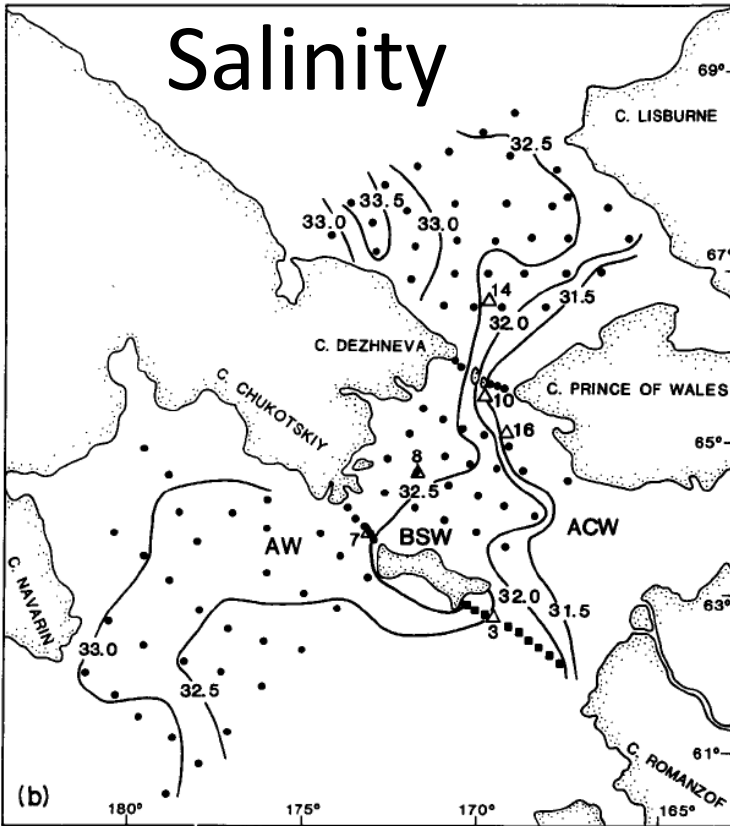 Salinity
69°
C. LISBURNE
32.5
33.5
33.0
33.0
67°
14
31.5
32.0
C. DEZHNEVA
C. PRINCE OF WALES
10
C. CHUKOTSKIY
16
65°
8
32.5
ACW
BSW
AW
7
C. NAVARIN
32.0
63°
31.5
3
33.0
32.5
61°
C. ROMANZOF
(b)
180°
175°
170°
165°